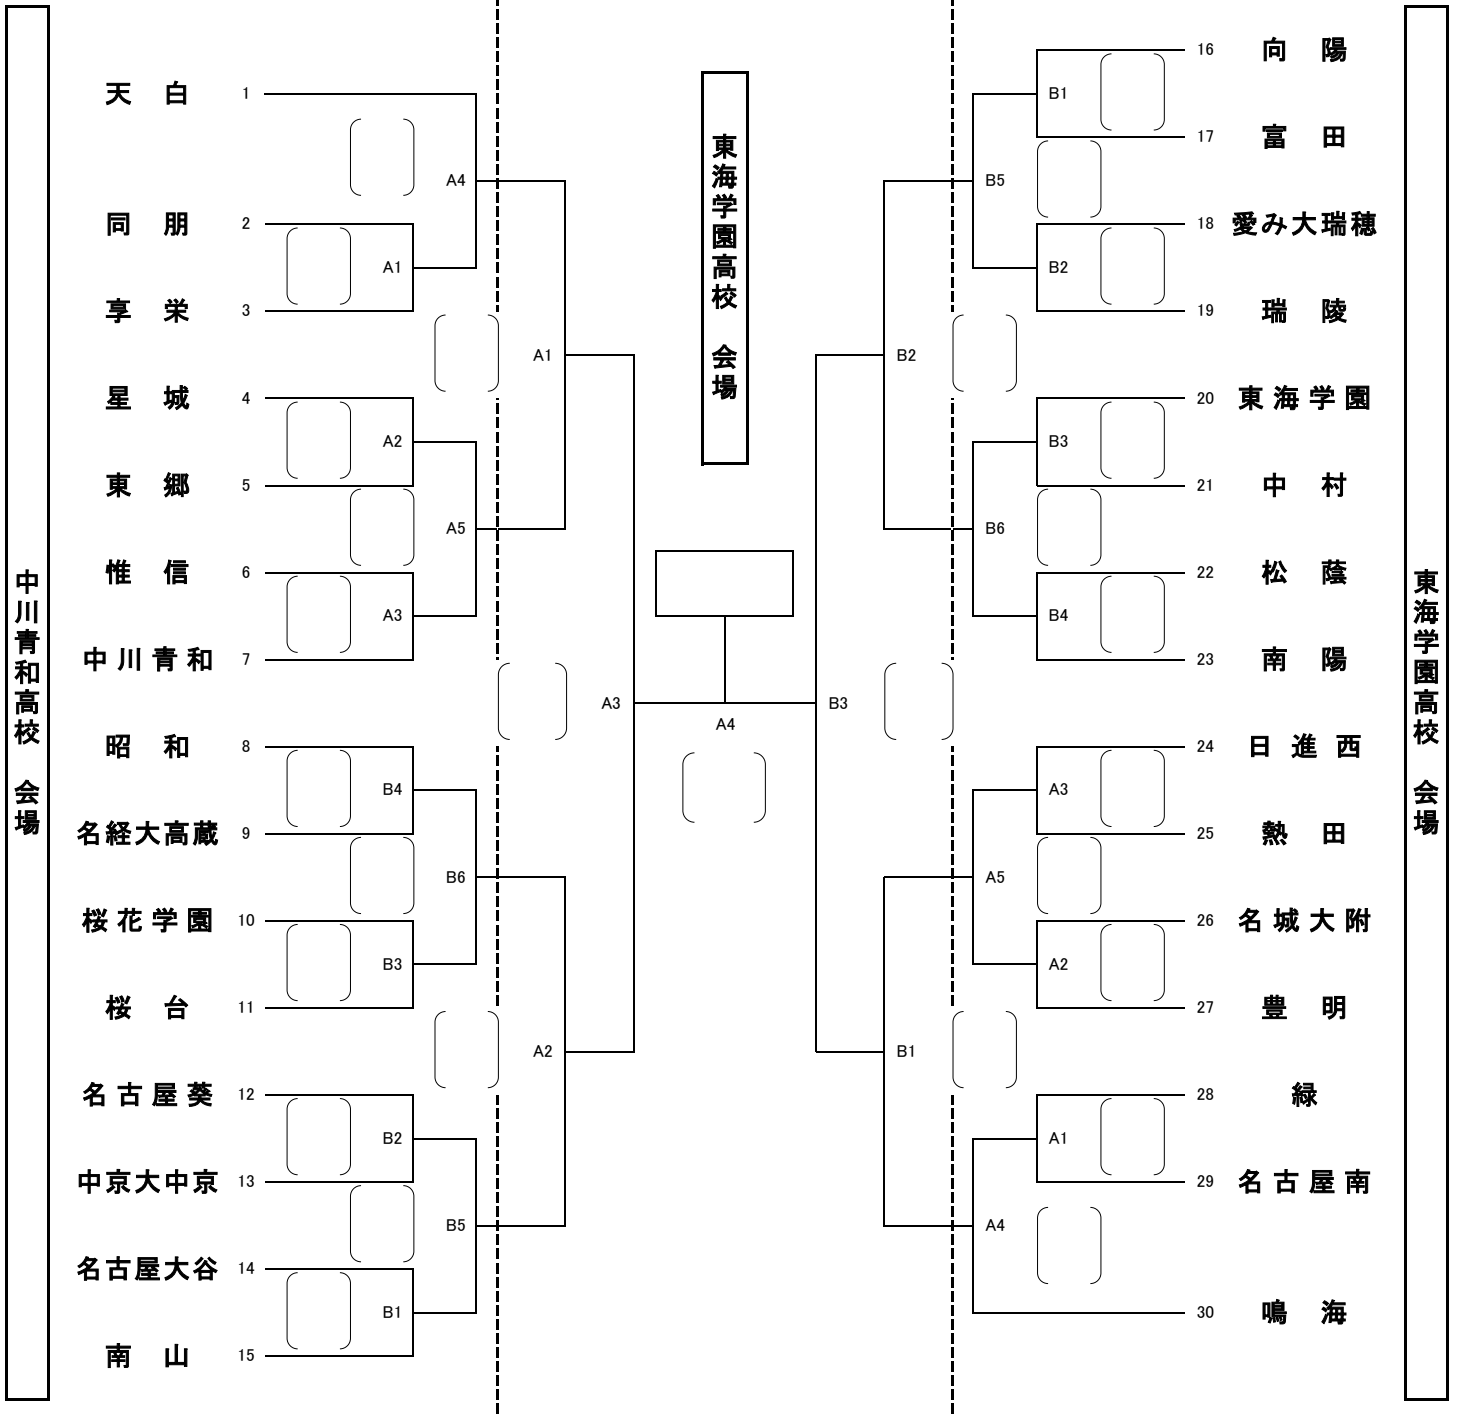 中川青和高校　会場
天　白 1
同　朋 2
享　栄 3
星　城 4
東　郷 5
惟　信 6
中川青和 7
昭　和 8
名経大高蔵 9
桜花学園 10
桜　台 11
名古屋葵 12
中京大中京 13
名古屋大谷 14
南　山 15
A4
A1
A2
A5
A3
B4
B6
B3
B2
B5
B1
A1
A2
A3
東海学園高校　会場
A4
B3
B2
B1
B1
B5
B2
B3
B6
B4
A3
A5
A2
A1
A4
16 向　陽
17 富　田
18 愛み大瑞穂
19 瑞　陵
20 東海学園
21 中　村
22 松　蔭
23 南　陽
24 日進西
25 熱　田
26 名城大附
27 豊　明
28 緑
29 名古屋南
30 鳴　海
東海学園高校　会場